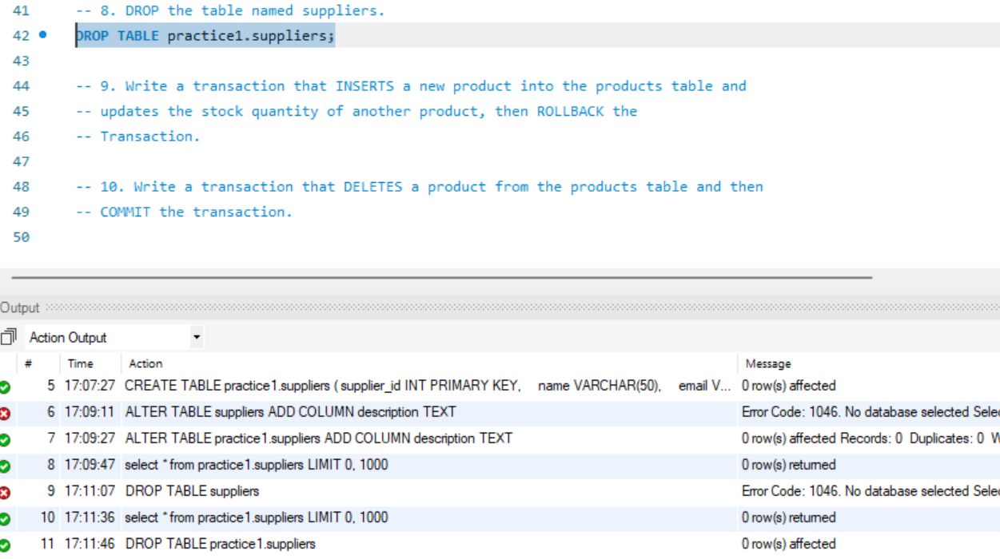 41 -- 8. DROP the table named suppliers.
42 DROP TABLE practice1.suppliers;
43
44 -- 9. Write a transaction that INSERTS a new product into the products table and
45 -- updates the stock quantity of another product, then ROLLBACK the
46 -- Transaction.
47
48 -- 10. Write a transaction that DELETES a product from the products table and then
49 -- COMMIT the transaction.
50
Output
Action Output
# Time Action Message
5 17:07:27 CREATE TABLE practice1.suppliers ( supplier_id INT PRIMARY KEY, name VARCHAR(50), email V... 0 row(s) affected
6 17:09:11 ALTER TABLE suppliers ADD COLUMN description TEXT Error Code: 1046. No database selected Selec
7 17:09:27 ALTER TABLE practice1.suppliers ADD COLUMN description TEXT 0 row(s) affected Records: 0 Duplicates: 0 W
8 17:09:47 select * from practice1.suppliers LIMIT 0, 1000 0 row(s) returned
9 17:11:07 DROP TABLE suppliers Error Code: 1046. No database selected Selec
10 17:11:36 select * from practice1.suppliers LIMIT 0, 1000 0 row(s) returned
11 17:11:46 DROP TABLE practice1.suppliers 0 row(s) affected